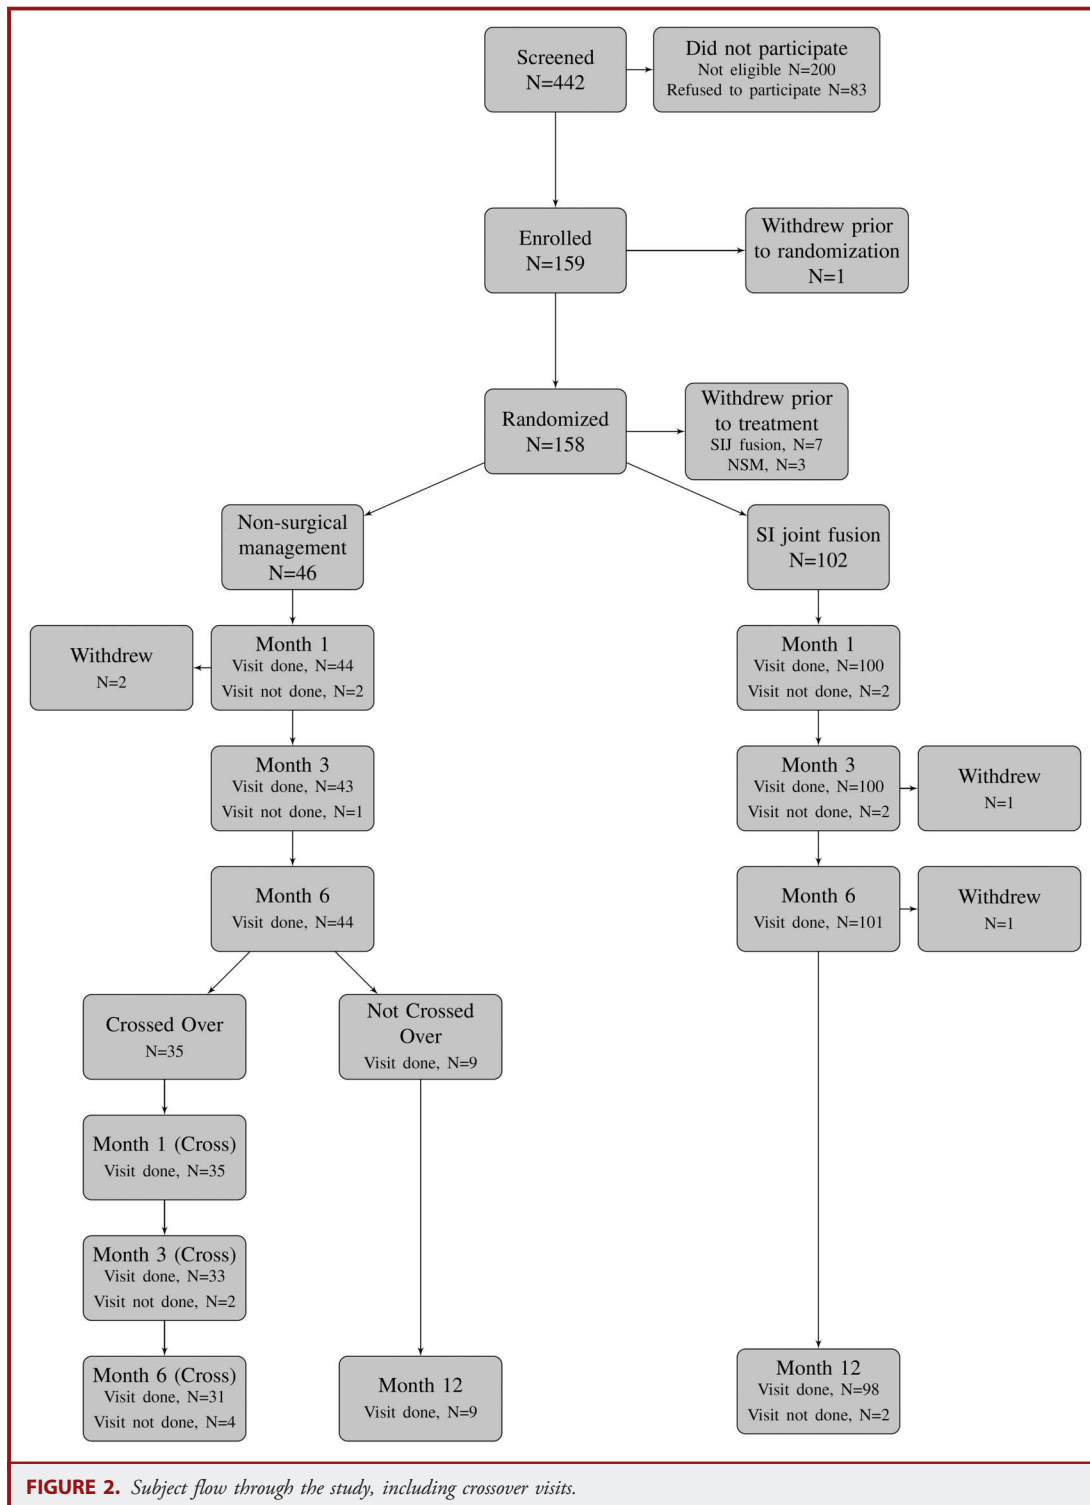 Screened
N=442
Did not participate
Not eligible N=200
Refused to participate N=83
Enrolled
N=159
Withdrew prior
to randomization
N=1
Randomized
N=158
Withdrew prior
to treatment
SIJ fusion, N=7
NSM, N=3
Non-surgical
management
N=46
SI joint fusion
N=102
Withdrew
N=2
Month 1
Visit done, N=44
Visit not done, N=2
Month 1
Visit done, N=100
Visit not done, N=2
Month 3
Visit done, N=43
Visit not done, N=1
Month 3
Visit done, N=100
Visit not done, N=2
Withdrew
N=1
Month 6
Visit done, N=44
Month 6
Visit done, N=101
Withdrew
N=1
Crossed Over
N=35
Not Crossed
Over
Visit done, N=9
Month 1 (Cross)
Visit done, N=35
Month 3 (Cross)
Visit done, N=33
Visit not done, N=2
Month 6 (Cross)
Visit done, N=31
Visit not done, N=4
Month 12
Visit done, N=9
Month 12
Visit done, N=98
Visit not done, N=2
FIGURE 2. Subject flow through the study, including crossover visits.